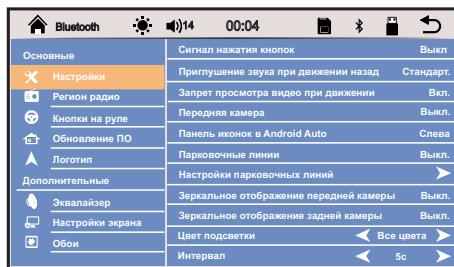 Bluetooth 14 00:04
Основные
Настройки
Регион радио
Кнопки на руле
Обновление ПО
Логотип
Дополнительные
Эквалайзер
Настройки экрана
Обои
Сигнал нажатия кнопок Выкл
Приглушение звука при движении назад Стандарт.
Запрет просмотра видео при движении Вкл.
Передняя камера Выкл.
Панель иконок в Android Auto Слева
Парковочные линии Выкл.
Настройки парковочных линий
Зеркальное отображение передней камеры Выкл.
Зеркальное отображение задней камеры Выкл.
Цвет подсветки Все цвета
Интервал 5с